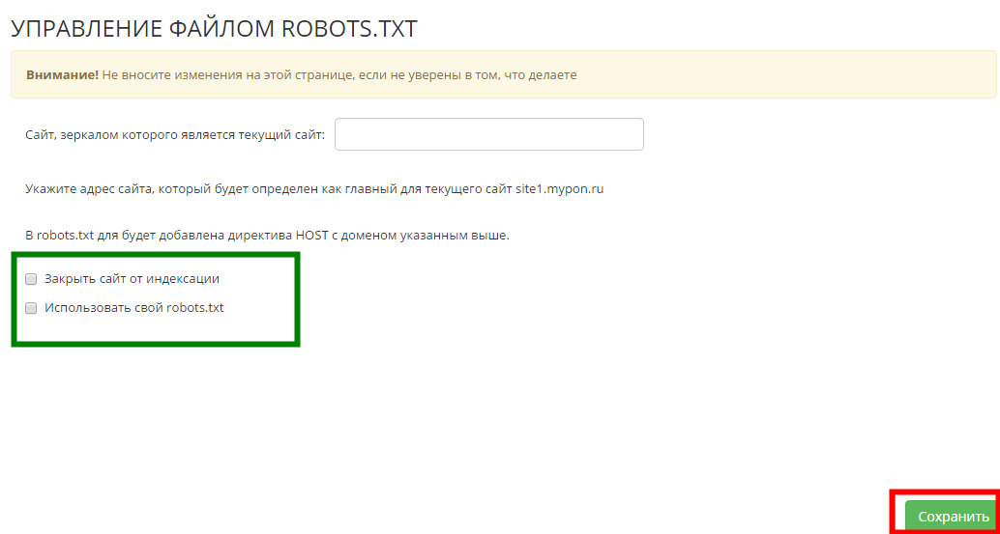 УПРАВЛЕНИЕ ФАЙЛОМ ROBOTS.TXT
Внимание! Не вносите изменения на этой странице, если не уверены в том, что делаете
Сайт, зеркалом которого является текущий сайт:
Укажите адрес сайта, который будет определен как главный для текущего сайт site1.mypon.ru
В robots.txt для будет добавлена директива HOST с доменом указанным выше.
Закрыть сайт от индексации
Использовать свой robots.txt
Сохранить